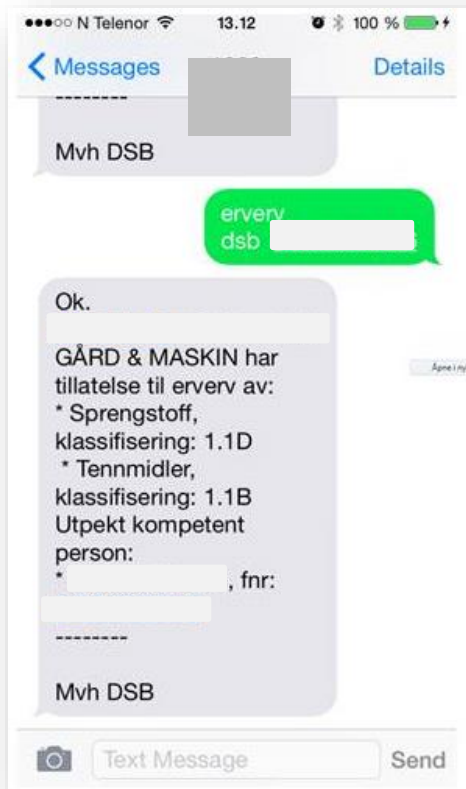 N Telenor 13.12 100 %
Messages Details
--------
Mvh DSB
erverv
dsb
Ok.
GÅRD & MASKIN har
tillatelse til erverv av:
* Sprengstoff,
klassifisering: 1.1D
* Tennmidler,
klassifisering: 1.1B
Utpekt kompetent
person:
* , fnr:
--------
Mvh DSB
Text Message Send